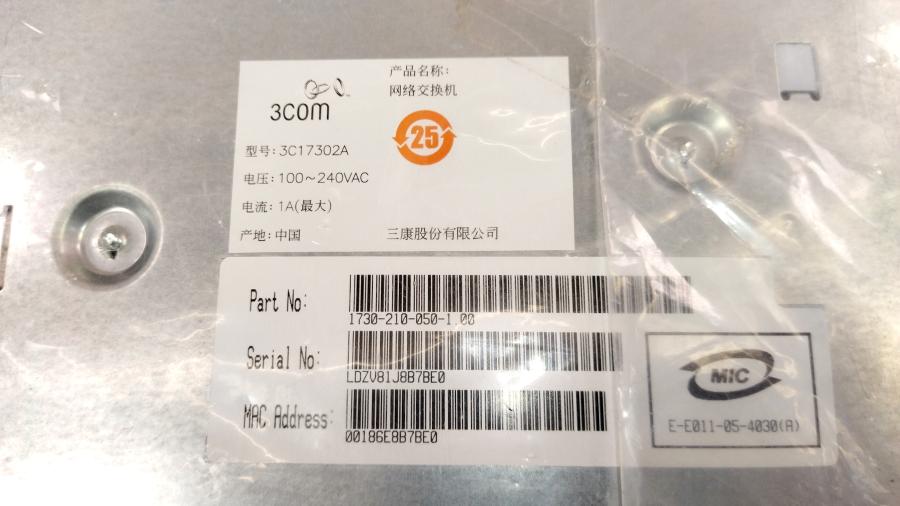 产品名称:
网络交换机
3COM
25
型号: 3C17302A
电压: 100~240VAC
电流: 1A(最大)
产地: 中国
三康股份有限公司
Part No:
1730-210-050-1.00
Serial No:
LDZV81J8B7BE0
MAC Address:
00186E8B7BE0
MIC
E-E011-05-4030(A)